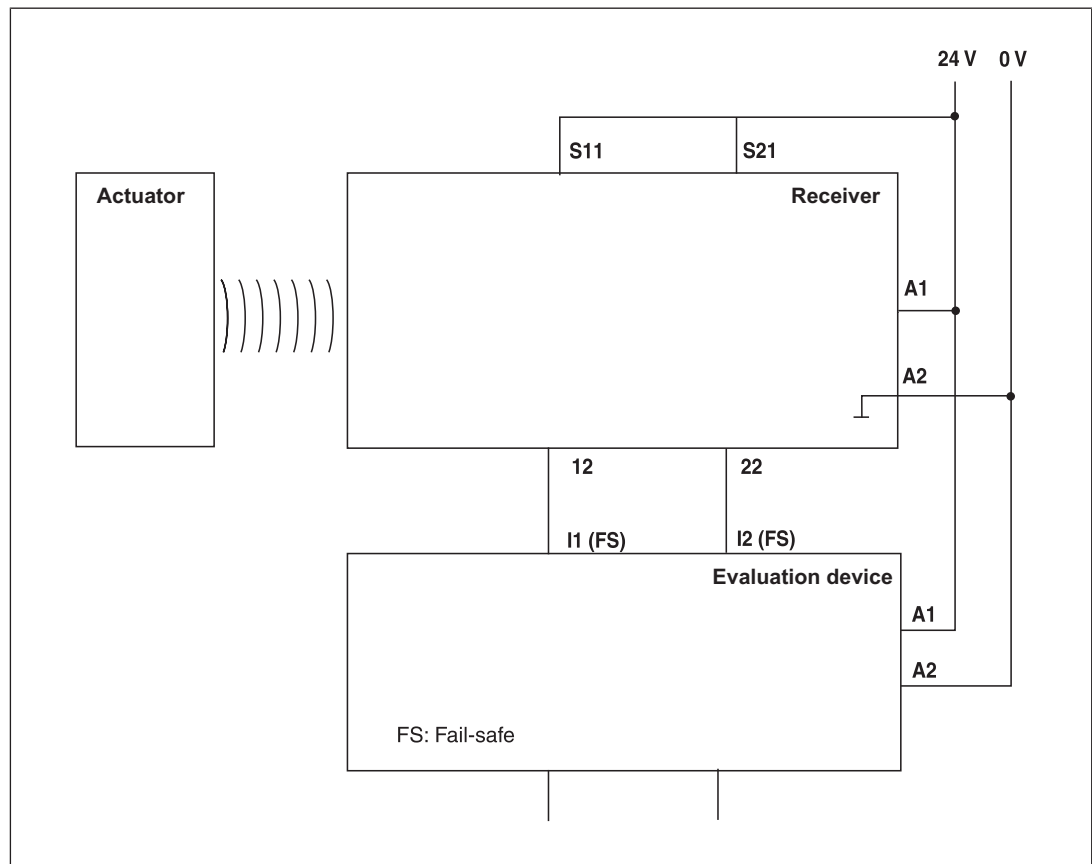 24 V 0 V
S11 S21
Actuator Receiver
A1
A2
12 22
I1 (FS) I2 (FS)
Evaluation device
A1
A2
FS: Fail-safe